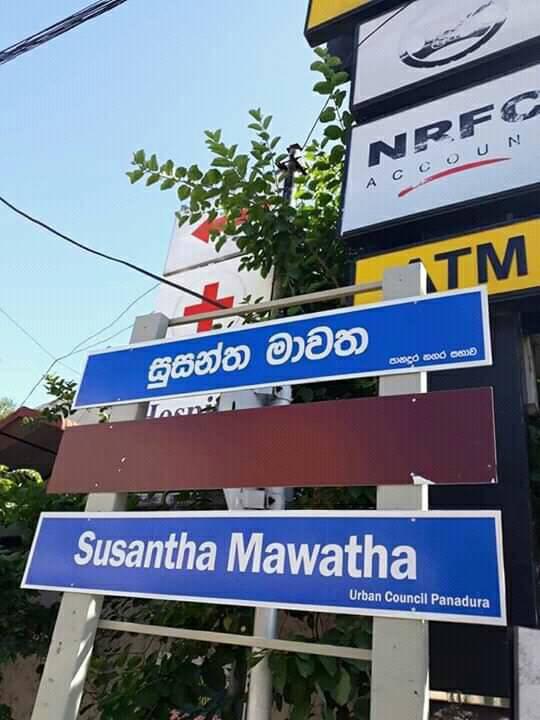 NRFC
ACCOUN
ATM
සුසන්ත මාවත
පානදුර නගර සභාව
Susantha Mawatha
Urban Council Panadura